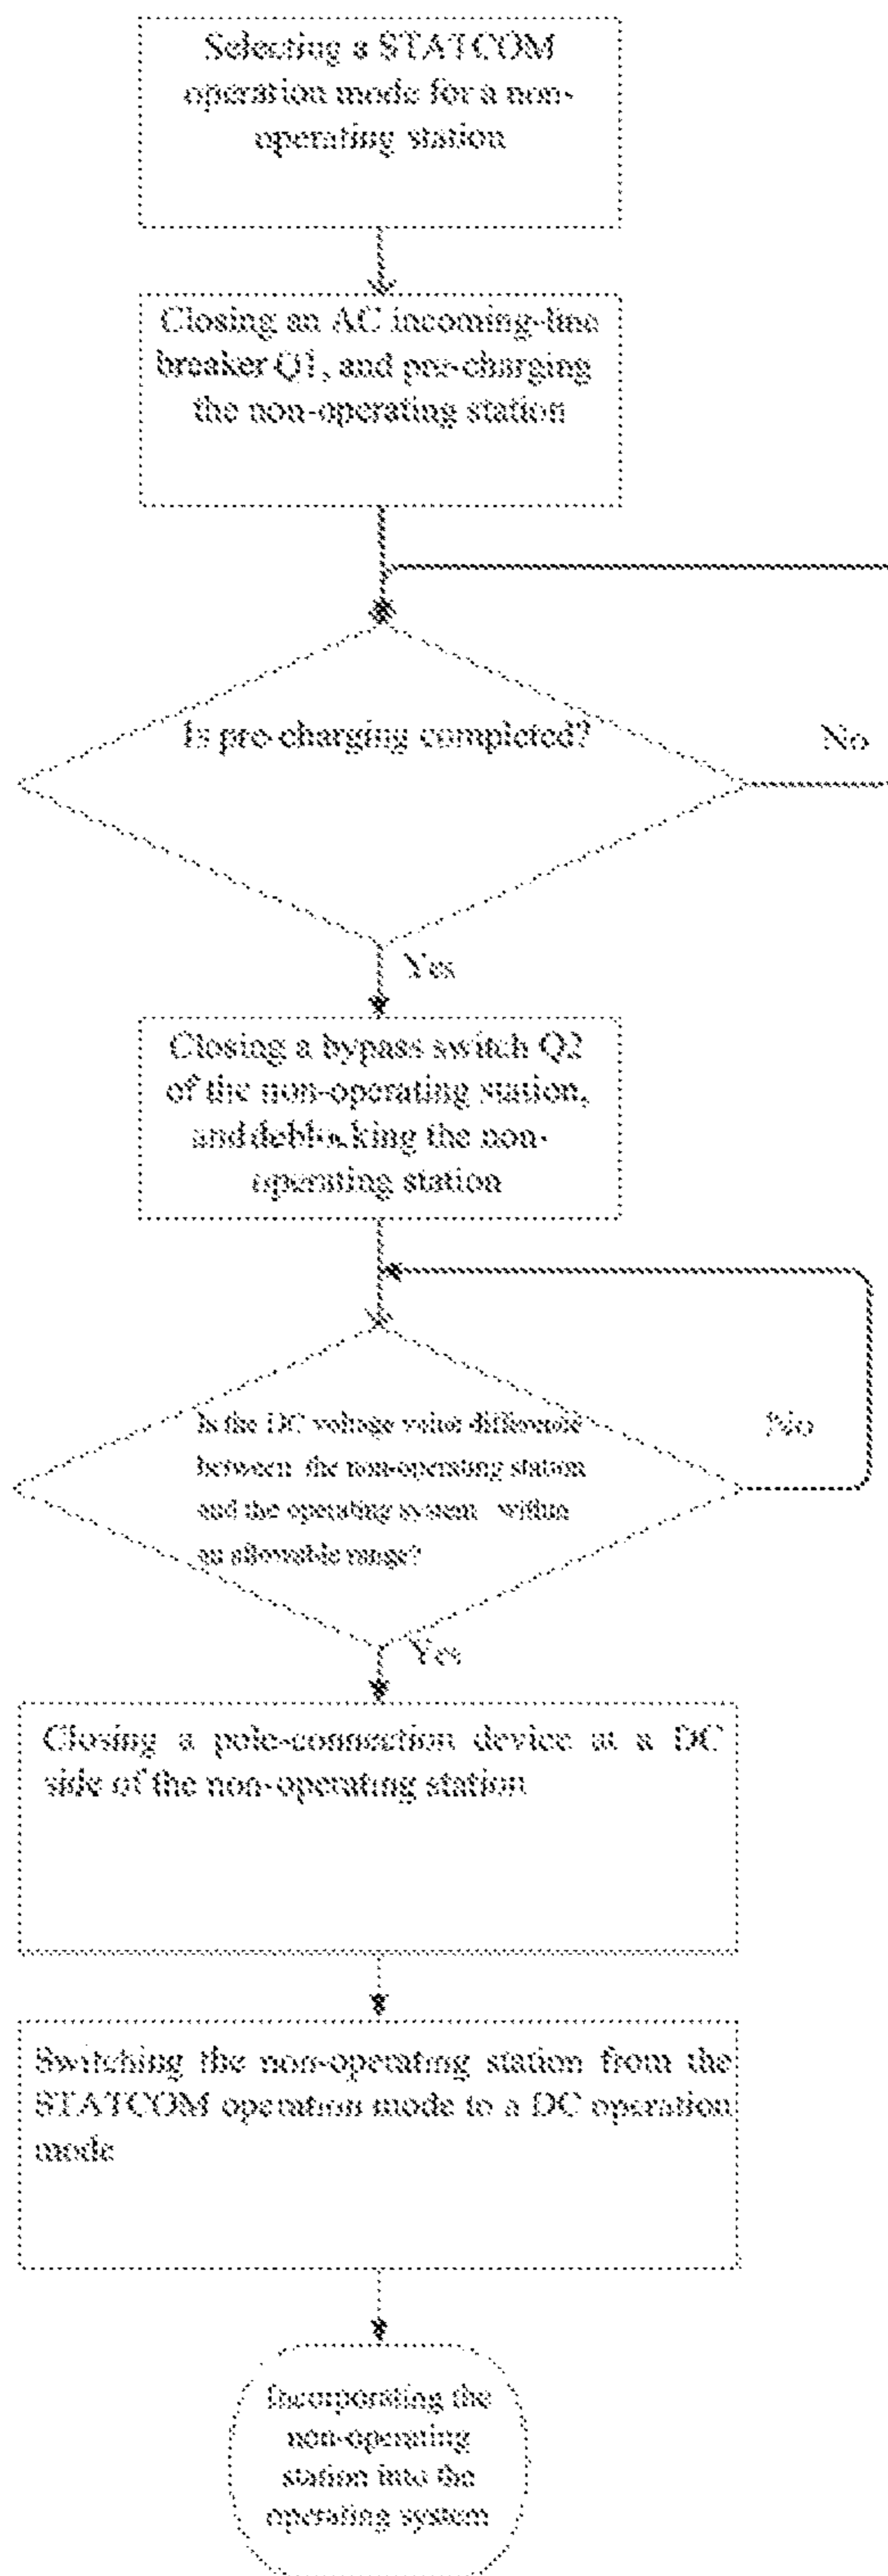 Selecting a STATCOM
operation mode for a non-
operating station
Closing an AC incoming-line
breaker Q1, and pre-charging
the non-operating station
Is pre-charging completed?
No
Yes
Closing a bypass switch Q2
of the non-operating station,
and deblocking the non-
operating station
Is the DC voltage value difference
between the non-operating station
and the operating system within
an allowable range?
No
Yes
Closing a pole-connection device at a DC
side of the non-operating station
Switching the non-operating station from the
STATCOM operation mode to a DC operation
mode
Incorporating the
non-operating
station into the
operating system